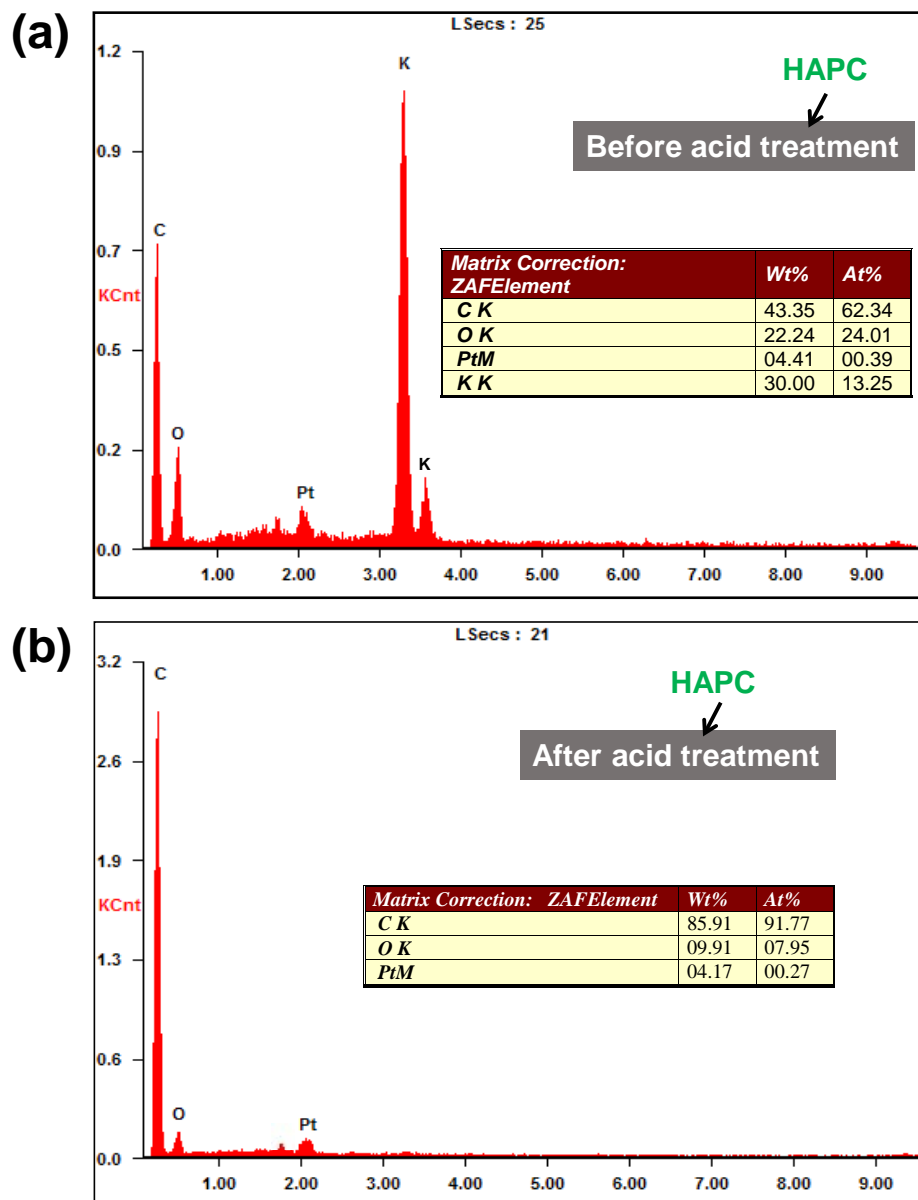 (a)
LSecs : 25
1.2
K
HAPC
Before acid treatment
0.9
C
0.7
KCnt
Matrix Correction: Wt% At%
ZAFElement
C K 43.35 62.34
O K 22.24 24.01
PtM 04.41 00.39
K K 30.00 13.25
0.5
O
0.2
K
Pt
0.0
1.00 2.00 3.00 4.00 5.00 6.00 7.00 8.00 9.00
(b)
LSecs : 21
3.2
C
HAPC
After acid treatment
2.6
1.9
KCnt
Matrix Correction: ZAFElement Wt% At%
C K 85.91 91.77
O K 09.91 07.95
PtM 04.17 00.27
1.3
0.6
O
Pt
0.0
1.00 2.00 3.00 4.00 5.00 6.00 7.00 8.00 9.00